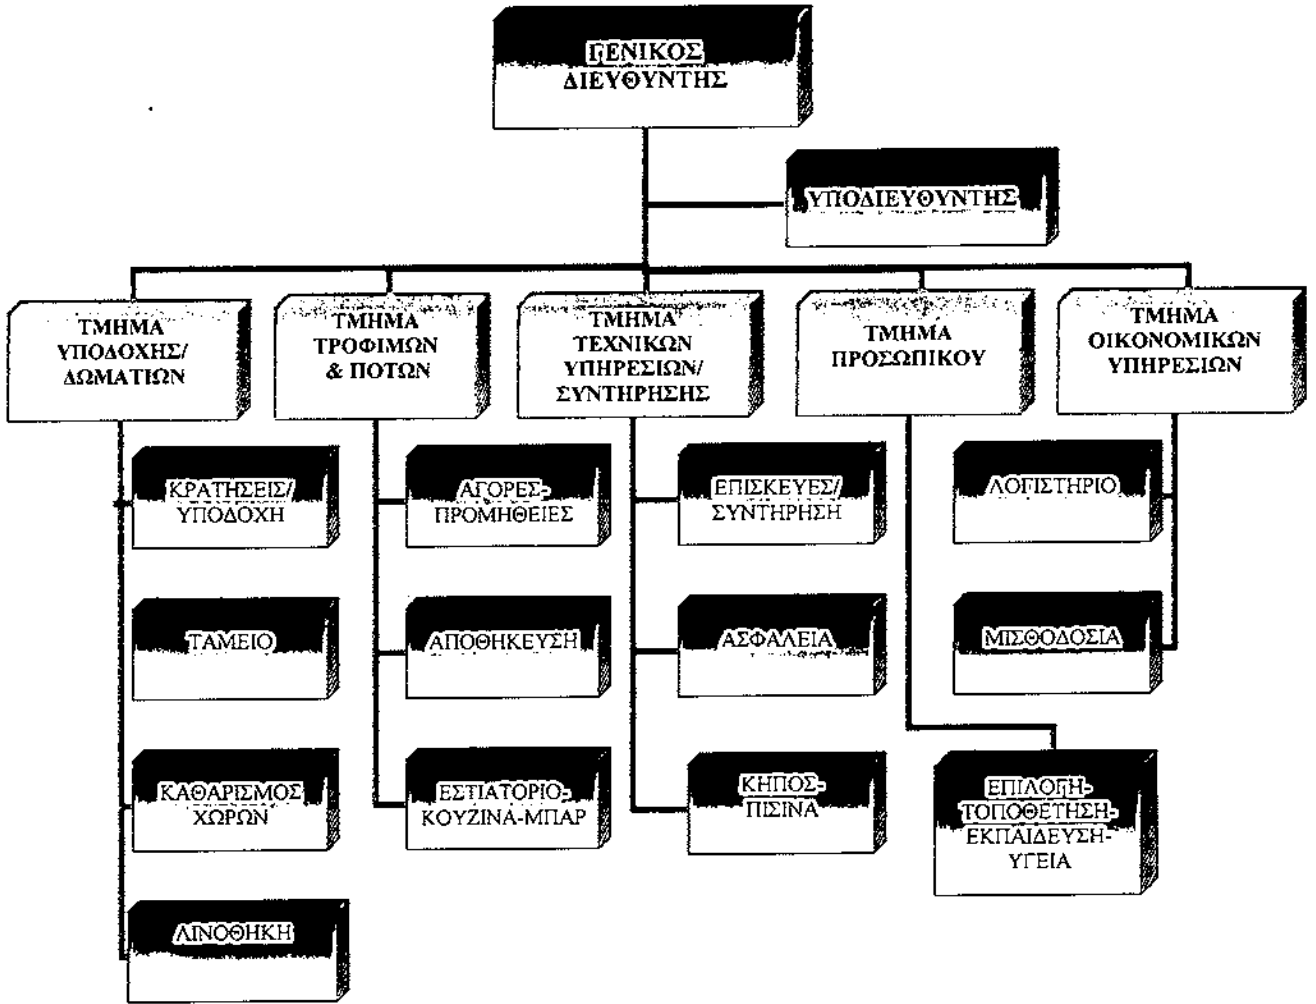 ΓΕΝΙΚΟΣ
ΔΙΕΥΘΥΝΤΗΣ
ΥΠΟΔΙΕΥΘΥΝΤΗΣ
ΤΜΗΜΑ
ΥΠΟΔΟΧΗΣ/
ΔΩΜΑΤΙΩΝ
ΤΜΗΜΑ
ΤΡΟΦΙΜΩΝ
& ΠΟΤΩΝ
ΤΜΗΜΑ
ΤΕΧΝΙΚΩΝ
ΥΠΗΡΕΣΙΩΝ/
ΣΥΝΤΗΡΗΣΗΣ
ΤΜΗΜΑ
ΠΡΟΣΩΠΙΚΟΥ
ΤΜΗΜΑ
ΟΙΚΟΝΟΜΙΚΩΝ
ΥΠΗΡΕΣΙΩΝ
ΚΡΑΤΗΣΕΙΣ/
ΥΠΟΔΟΧΗ
ΤΑΜΕΙΟ
ΚΑΘΑΡΙΣΜΟΣ
ΧΩΡΩΝ
ΛΙΝΟΘΗΚΗ
ΑΓΟΡΕΣ-
ΠΡΟΜΗΘΕΙΕΣ
ΑΠΟΘΗΚΕΥΣΗ
ΕΣΤΙΑΤΟΡΙΟ-
ΚΟΥΖΙΝΑ-ΜΠΑΡ
ΕΠΙΣΚΕΥΕΣ/
ΣΥΝΤΗΡΗΣΗ
ΑΣΦΑΛΕΙΑ
ΚΗΠΟΣ-
ΠΙΣΙΝΑ
ΕΠΙΛΟΓΗ-
ΤΟΠΟΘΕΤΗΣΗ-
ΕΚΠΑΙΔΕΥΣΗ-
ΥΓΕΙΑ
ΛΟΓΙΣΤΗΡΙΟ
ΜΙΣΘΟΔΟΣΙΑ